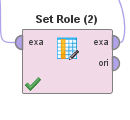 Set Role (2)
exa exa
ori